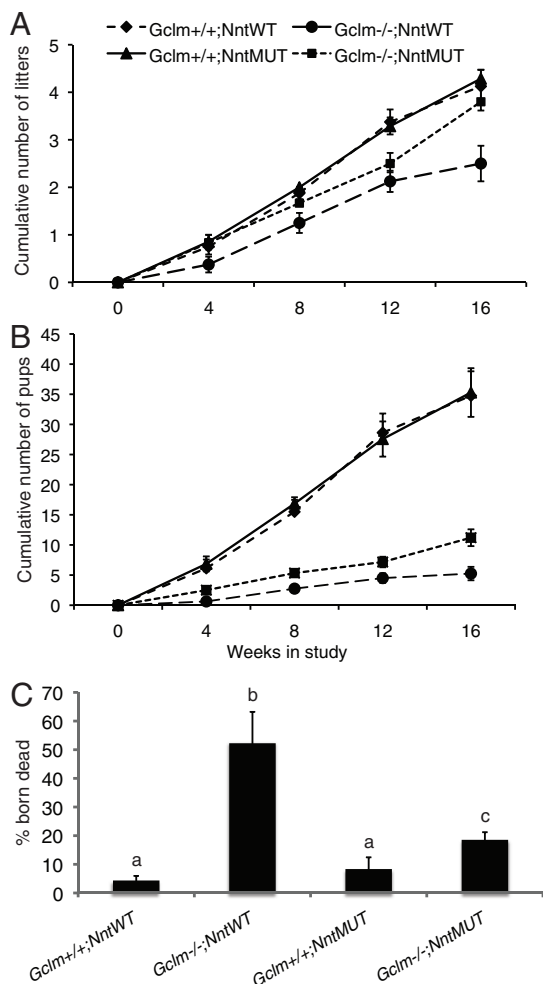 A
Gclm+/+;NntWT
Gclm-/-;NntWT
Gclm+/+;NntMUT
Gclm-/-;NntMUT
Cumulative number of litters
5
4
3
2
1
0
0 4 8 12 16
B
Cumulative number of pups
45
40
35
30
25
20
15
10
5
0
0 4 8 12 16
Weeks in study
C
% born dead
70
60
50
40
30
20
10
0
a
b
a
c
Gclm+/+;NntWT
Gclm-/-;NntWT
Gclm+/+;NntMUT
Gclm-/-;NntMUT